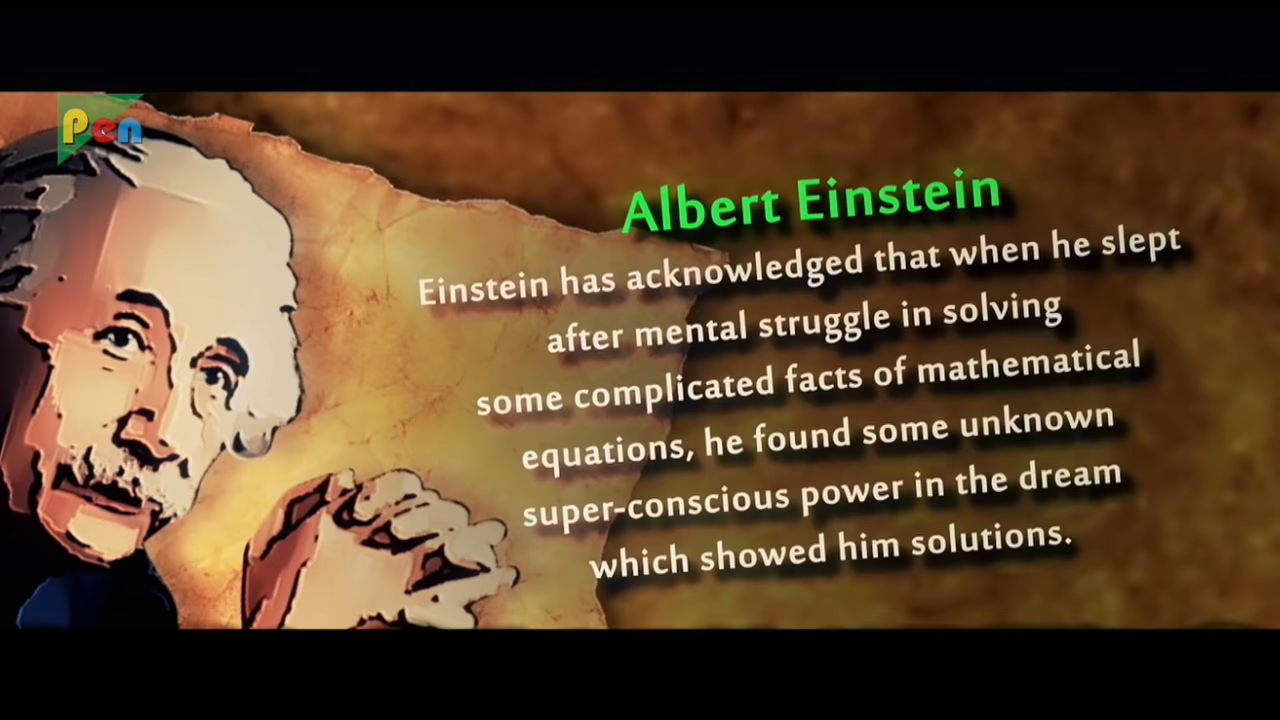 Pen
Albert Einstein
Einstein has acknowledged that when he slept
after mental struggle in solving
some complicated facts of mathematical
equations, he found some unknown
super-conscious power in the dream
which showed him solutions.